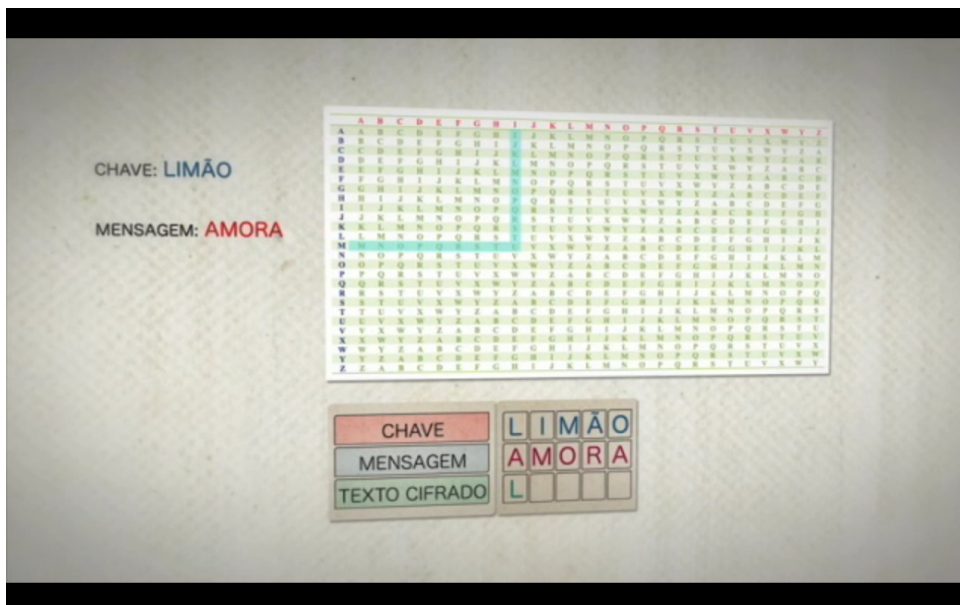 CHAVE: LIMÃO
MENSAGEM: AMORA
A B C D E F G H I J K L M N O P Q R S T U V X W Y Z
A A B C D E F G H I J K L M N O P Q R S T U V X W Y Z
B B C D E F G H I J K L M N O P Q R S T U V X W Y Z A
C C D E F G H I J K L M N O P Q R S T U V X W Y Z A B
D D E F G H I J K L M N O P Q R S T U V X W Y Z A B C
E E F G H I J K L M N O P Q R S T U V X W Y Z A B C D
F F G H I J K L M N O P Q R S T U V X W Y Z A B C D E
G G H I J K L M N O P Q R S T U V X W Y Z A B C D E F
H H I J K L M N O P Q R S T U V X W Y Z A B C D E F G
I I J K L M N O P Q R S T U V X W Y Z A B C D E F G H
J J K L M N O P Q R S T U V X W Y Z A B C D E F G H I
K K L M N O P Q R S T U V X W Y Z A B C D E F G H I J
L L M N O P Q R S T U V X W Y Z A B C D E F G H I J K
M M N O P Q R S T U V X W Y Z A B C D E F G H I J K L
N N O P Q R S T U V X W Y Z A B C D E F G H I J K L M
O O P Q R S T U V X W Y Z A B C D E F G H I J K L M N
P P Q R S T U V X W Y Z A B C D E F G H I J K L M N O
Q Q R S T U V X W Y Z A B C D E F G H I J K L M N O P
R R S T U V X W Y Z A B C D E F G H I J K L M N O P Q
S S T U V X W Y Z A B C D E F G H I J K L M N O P Q R
T T U V X W Y Z A B C D E F G H I J K L M N O P Q R S
U U V X W Y Z A B C D E F G H I J K L M N O P Q R S T
V V X W Y Z A B C D E F G H I J K L M N O P Q R S T U
X X W Y Z A B C D E F G H I J K L M N O P Q R S T U V
W W Y Z A B C D E F G H I J K L M N O P Q R S T U V X
Y Y Z A B C D E F G H I J K L M N O P Q R S T U V X W
Z Z A B C D E F G H I J K L M N O P Q R S T U V X W Y
CHAVE L I M Ã O
MENSAGEM A M O R A
TEXTO CIFRADO L